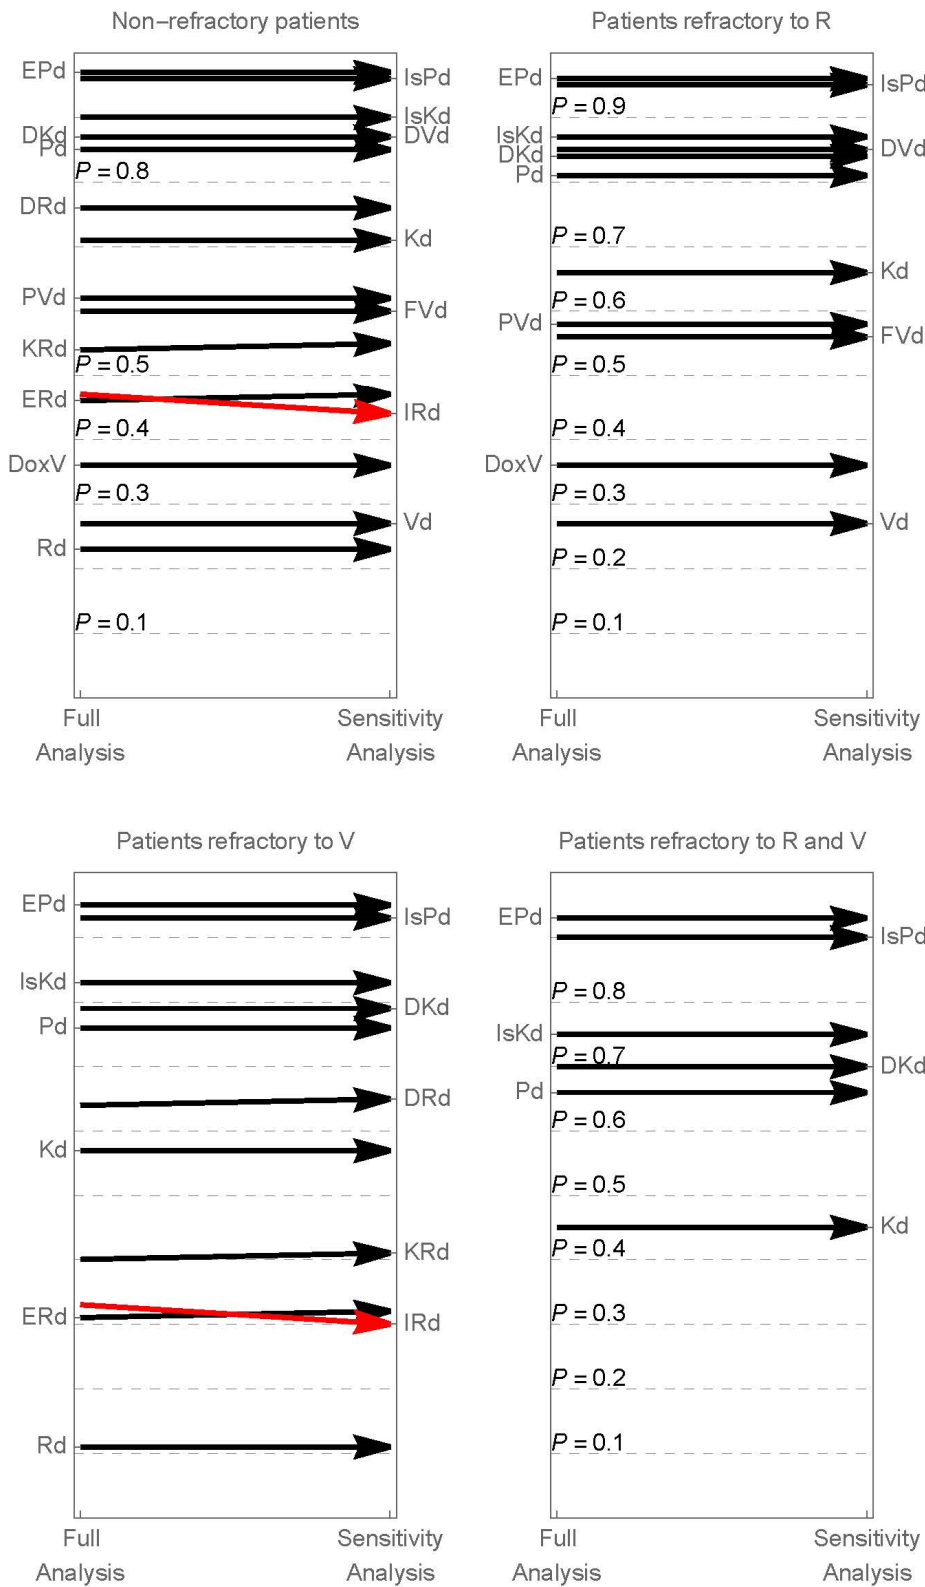 Non–refractory patients
EPd
IsPd
IsKd
DKd
DVd
Pd
P = 0.8
DRd
Kd
PVd
FVd
KRd
P = 0.5
ERd
IRd
P = 0.4
DoxV
P = 0.3
Vd
Rd
P = 0.1
Full
Analysis
Sensitivity
Analysis
Patients refractory to R
EPd
IsPd
P = 0.9
IsKd
DVd
DKd
Pd
P = 0.7
Kd
P = 0.6
PVd
FVd
P = 0.5
P = 0.4
DoxV
P = 0.3
Vd
P = 0.2
P = 0.1
Full
Analysis
Sensitivity
Analysis
Patients refractory to V
EPd
IsPd
IsKd
DKd
Pd
DRd
Kd
KRd
ERd
IRd
Rd
Full
Analysis
Sensitivity
Analysis
Patients refractory to R and V
EPd
IsPd
P = 0.8
IsKd
P = 0.7
DKd
Pd
P = 0.6
P = 0.5
Kd
P = 0.4
P = 0.3
P = 0.2
P = 0.1
Full
Analysis
Sensitivity
Analysis